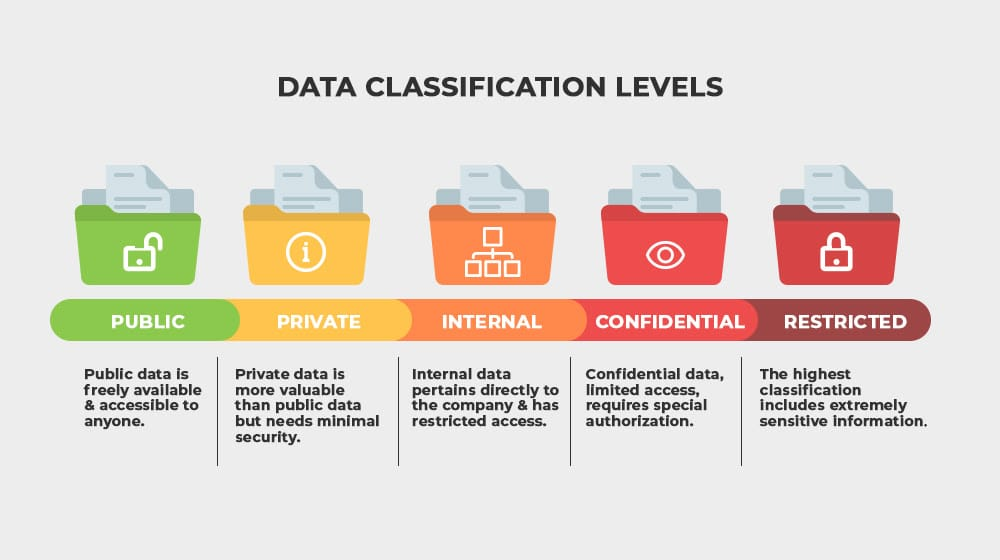 DATA CLASSIFICATION LEVELS
PUBLIC
Public data is
freely available
& accessible to
anyone.
PRIVATE
Private data is
more valuable
than public data
but needs minimal
security.
INTERNAL
Internal data
pertains directly to
the company & has
restricted access.
CONFIDENTIAL
Confidential data,
limited access,
requires special
authorization.
RESTRICTED
The highest
classification
includes extremely
sensitive information.